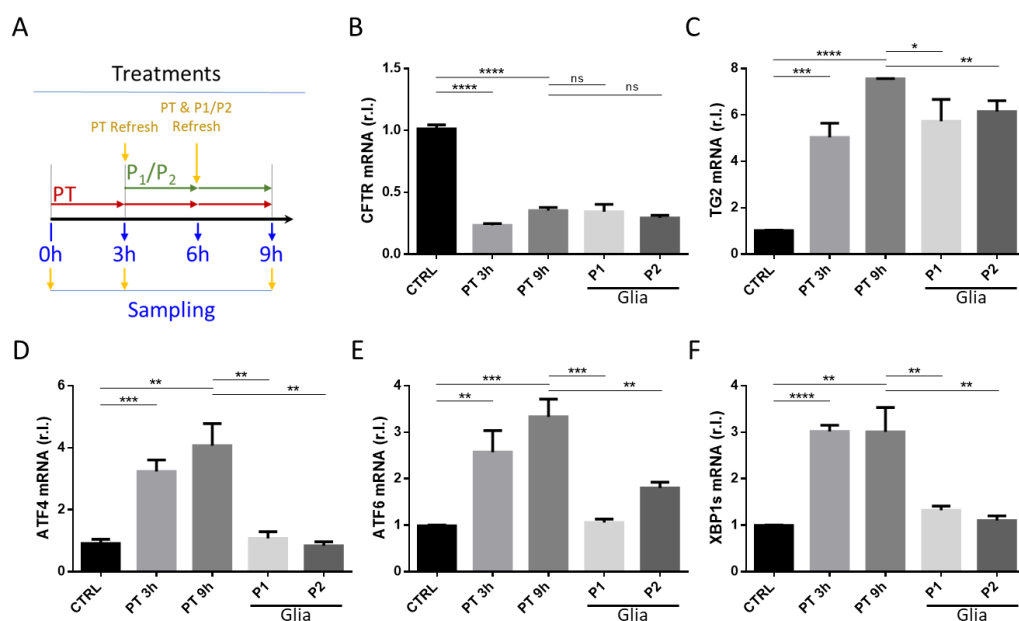 A
Treatments
PT & P1/P2
PT Refresh
Refresh
P1/P2
PT
0h 3h 6h 9h
Sampling
B
CFTR mRNA (r.l.)
1.5
1.0
0.5
0.0
****
****
ns
ns
CTRL PT 3h PT 9h P1 P2
Glia
C
TG2 mRNA (r.l.)
8
6
4
2
0
****
***
*
**
CTRL PT 3h PT 9h P1 P2
Glia
D
ATF4 mRNA (r.l.)
6
4
2
0
**
***
**
**
CTRL PT 3h PT 9h P1 P2
Glia
E
ATF6 mRNA (r.l.)
4
3
2
1
0
***
**
***
**
CTRL PT 3h PT 9h P1 P2
Glia
F
XBP1s mRNA (r.l.)
4
3
2
1
0
**
****
**
**
CTRL PT 3h PT 9h P1 P2
Glia